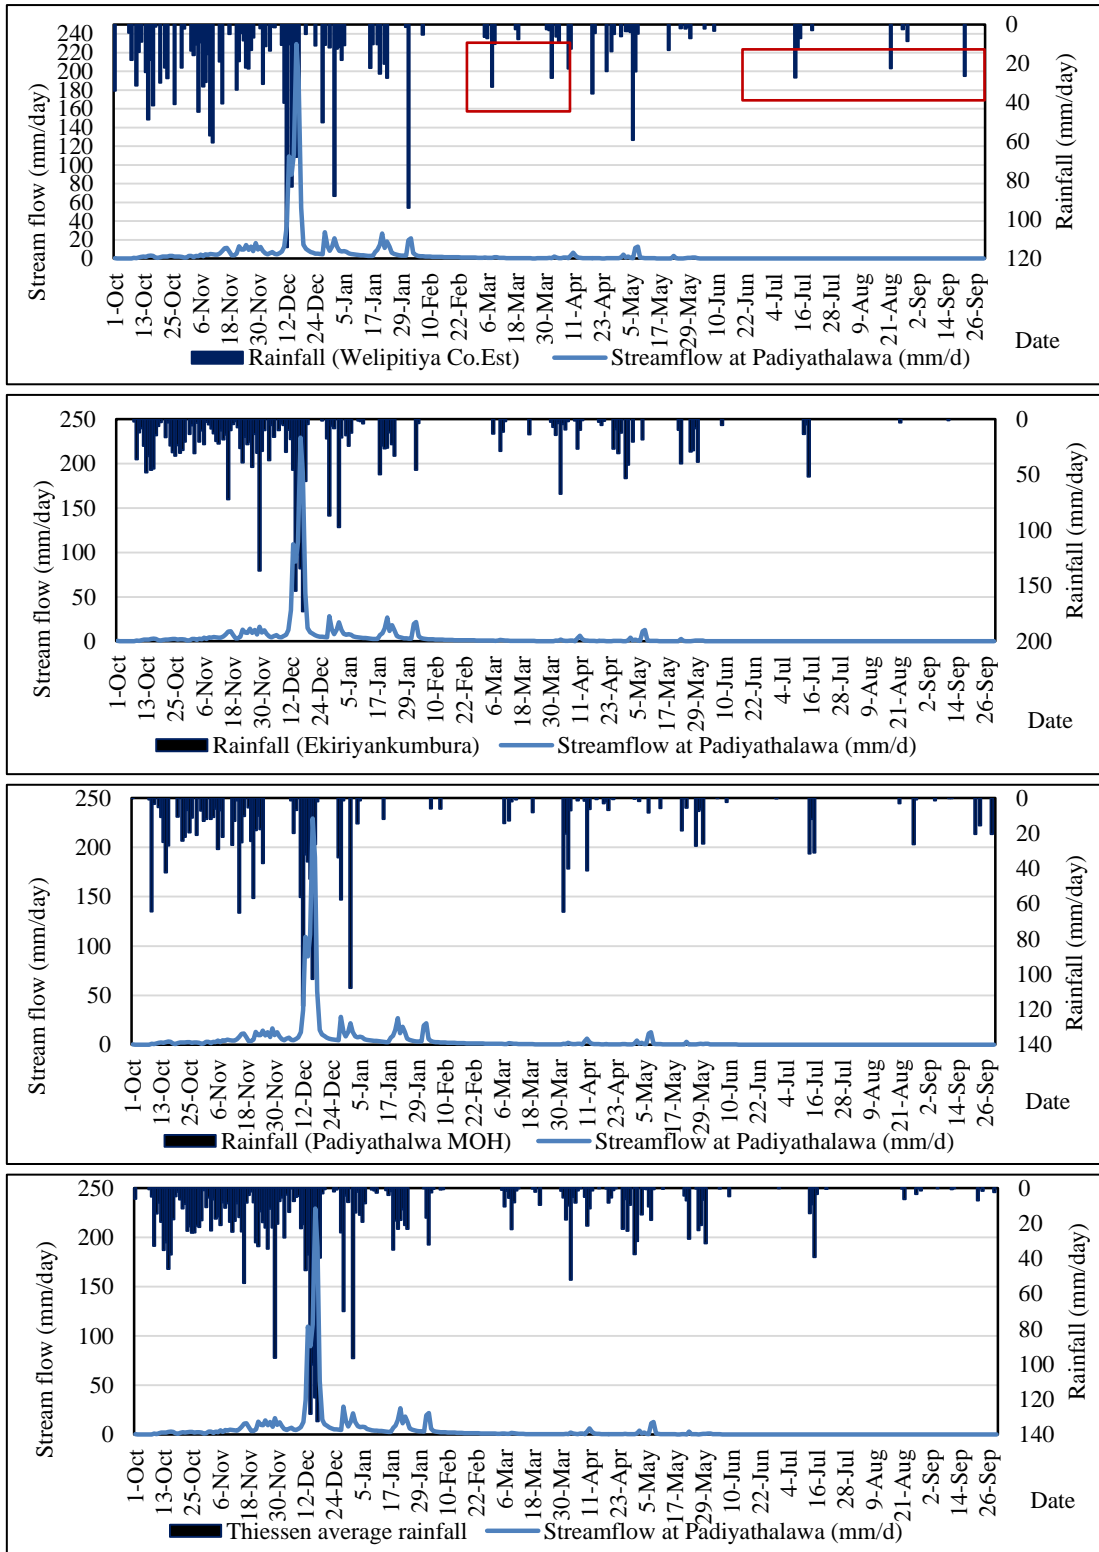 Stream flow (mm/day)
240
220
200
180
160
140
120
100
80
60
40
20
0
0
20
40
60
80
100
120
Rainfall (mm/day)
1-Oct
13-Oct
25-Oct
6-Nov
18-Nov
30-Nov
12-Dec
24-Dec
5-Jan
17-Jan
29-Jan
10-Feb
22-Feb
6-Mar
18-Mar
30-Mar
11-Apr
23-Apr
5-May
17-May
29-May
10-Jun
22-Jun
4-Jul
16-Jul
28-Jul
9-Aug
21-Aug
2-Sep
14-Sep
26-Sep
Date
Rainfall (Welipitiya Co.Est) Streamflow at Padiyathalawa (mm/d)
Stream flow (mm/day)
250
200
150
100
50
0
0
50
100
150
200
Rainfall (mm/day)
1-Oct
13-Oct
25-Oct
6-Nov
18-Nov
30-Nov
12-Dec
24-Dec
5-Jan
17-Jan
29-Jan
10-Feb
22-Feb
6-Mar
18-Mar
30-Mar
11-Apr
23-Apr
5-May
17-May
29-May
10-Jun
22-Jun
4-Jul
16-Jul
28-Jul
9-Aug
21-Aug
2-Sep
14-Sep
26-Sep
Date
Rainfall (Ekiriyankumbura) Streamflow at Padiyathalawa (mm/d)
Stream flow (mm/day)
250
200
150
100
50
0
0
20
40
60
80
100
120
140
Rainfall (mm/day)
1-Oct
13-Oct
25-Oct
6-Nov
18-Nov
30-Nov
12-Dec
24-Dec
5-Jan
17-Jan
29-Jan
10-Feb
22-Feb
6-Mar
18-Mar
30-Mar
11-Apr
23-Apr
5-May
17-May
29-May
10-Jun
22-Jun
4-Jul
16-Jul
28-Jul
9-Aug
21-Aug
2-Sep
14-Sep
26-Sep
Date
Rainfall (Padiyathalwa MOH) Streamflow at Padiyathalawa (mm/d)
Stream flow (mm/day)
250
200
150
100
50
0
0
20
40
60
80
100
120
140
Rainfall (mm/day)
1-Oct
13-Oct
25-Oct
6-Nov
18-Nov
30-Nov
12-Dec
24-Dec
5-Jan
17-Jan
29-Jan
10-Feb
22-Feb
6-Mar
18-Mar
30-Mar
11-Apr
23-Apr
5-May
17-May
29-May
10-Jun
22-Jun
4-Jul
16-Jul
28-Jul
9-Aug
21-Aug
2-Sep
14-Sep
26-Sep
Date
Thiessen average rainfall Streamflow at Padiyathalawa (mm/d)